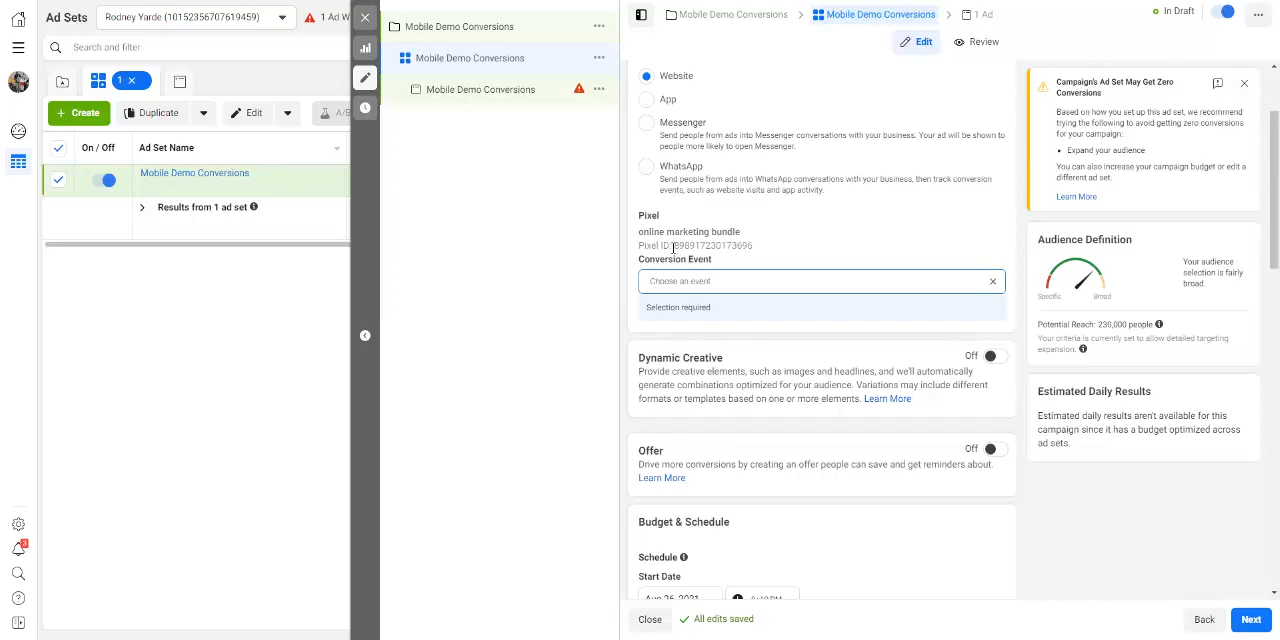 Ad Sets
Rodney Yarde (10152356707619459)
1 Ad W
Search and filter
1
Create
Duplicate
Edit
A/B
On / Off
Ad Set Name
Mobile Demo Conversions
Results from 1 ad set
3
Mobile Demo Conversions
Mobile Demo Conversions
Mobile Demo Conversions
Mobile Demo Conversions
Mobile Demo Conversions
1 Ad
In Draft
Edit
Review
Website
App
Messenger
Send people from ads into Messenger conversations with your business. Your ad will be shown to
people more likely to open Messenger.
WhatsApp
Send people from ads into WhatsApp conversations with your business, then track conversion
events, such as website visits and app activity.
Pixel
online marketing bundle
Pixel ID: 898917230173696
Conversion Event
Choose an event
Selection required
Dynamic Creative
Off
Provide creative elements, such as images and headlines, and we'll automatically
generate combinations optimized for your audience. Variations may include different
formats or templates based on one or more elements. Learn More
Offer
Off
Drive more conversions by creating an offer people can save and get reminders about.
Learn More
Budget & Schedule
Schedule
Start Date
Aug 26, 2021
Close
All edits saved
Back
Next
Campaign's Ad Set May Get Zero
Conversions
Based on how you set up this ad set, we recommend
trying the following to avoid getting zero conversions
for your campaign:
• Expand your audience
You can also increase your campaign budget or edit a
different ad set.
Learn More
Audience Definition
Your audience
selection is fairly
broad.
Specific
Broad
Potential Reach: 230,000 people
Your criteria is currently set to allow detailed targeting
expansion.
Estimated Daily Results
Estimated daily results aren't available for this
campaign since it has a budget optimized across
ad sets.